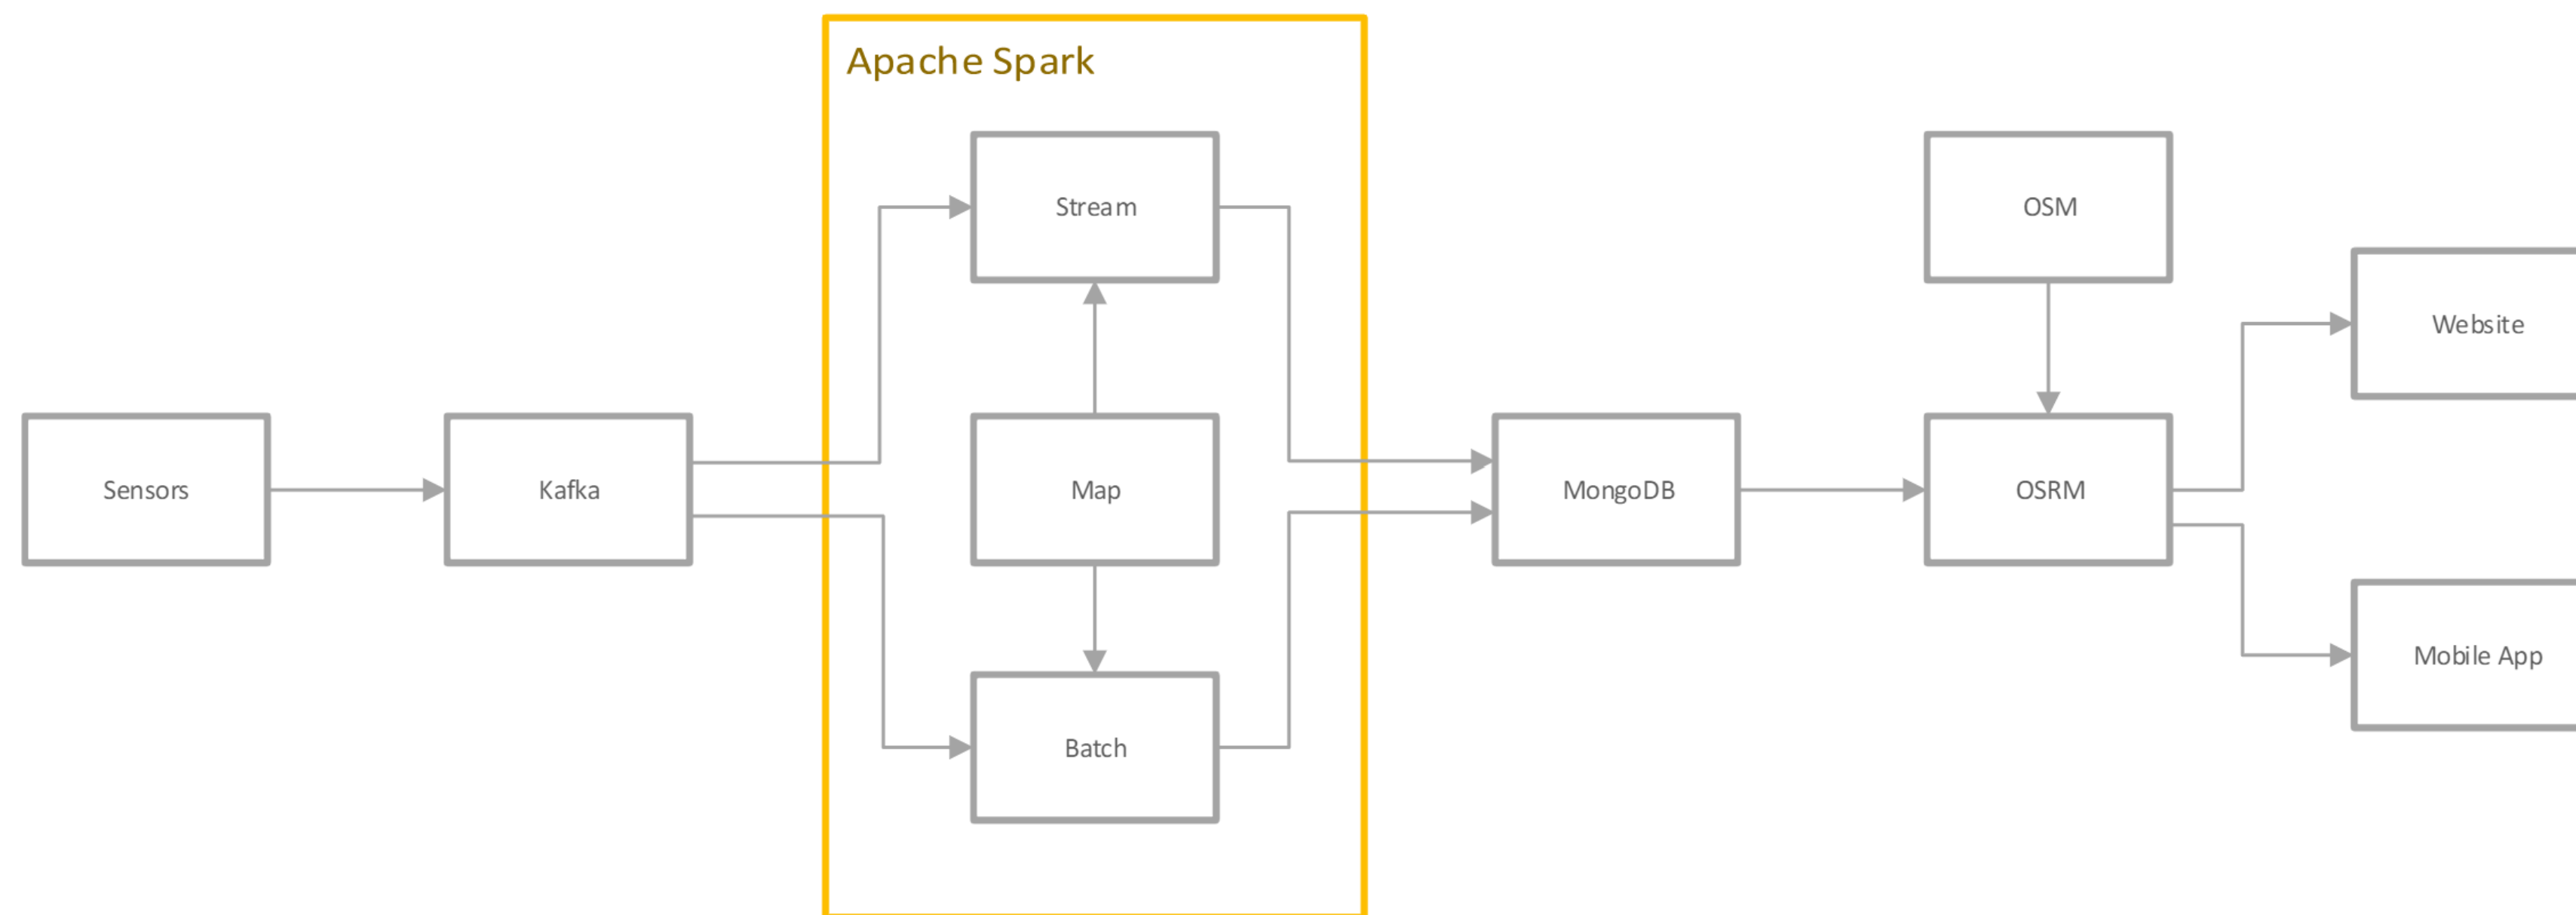 Apache Spark
Stream
OSM
Website
Sensors
Kafka
Map
MongoDB
OSRM
Mobile App
Batch